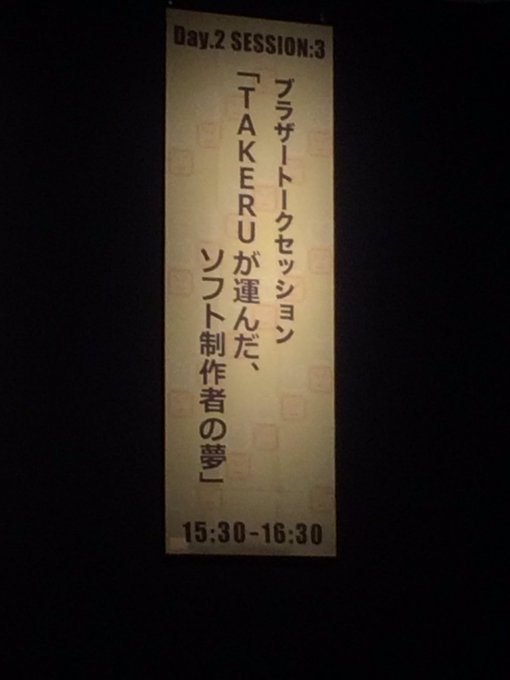 Day.2 SESSION:3
ブラザートークセッション
「TAKERUが運んだ、
ソフト制作者の夢」
15:30-16:30